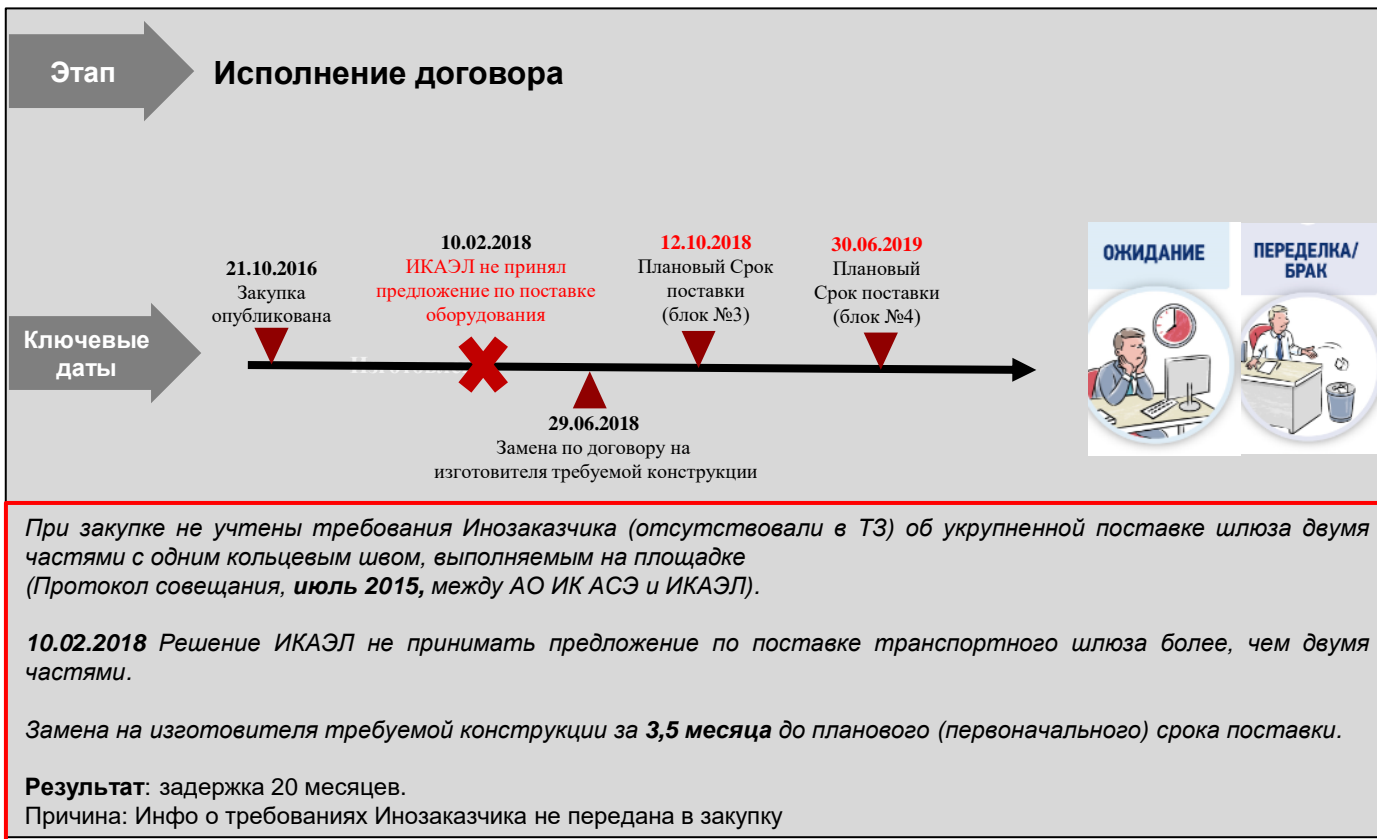 Этап
Исполнение договора
Ключевые
даты
21.10.2016
Закупка
опубликована
10.02.2018
ИКАЭЛ не принял
предложение по поставке
оборудования
12.10.2018
Плановый Срок
поставки
(блок №3)
30.06.2019
Плановый
Срок поставки
(блок №4)
29.06.2018
Замена по договору на
изготовителя требуемой конструкции
ОЖИДАНИЕ
ПЕРЕДЕЛКА/
БРАК
При закупке не учтены требования Инозаказчика (отсутствовали в ТЗ) об укрупненной поставке шлюза двумя
частями с одним кольцевым швом, выполняемым на площадке
(Протокол совещания, июль 2015, между АО ИК АСЭ и ИКАЭЛ).
10.02.2018 Решение ИКАЭЛ не принимать предложение по поставке транспортного шлюза более, чем двумя
частями.
Замена на изготовителя требуемой конструкции за 3,5 месяца до планового (первоначального) срока поставки.
Результат: задержка 20 месяцев.
Причина: Инфо о требованиях Инозаказчика не передана в закупку